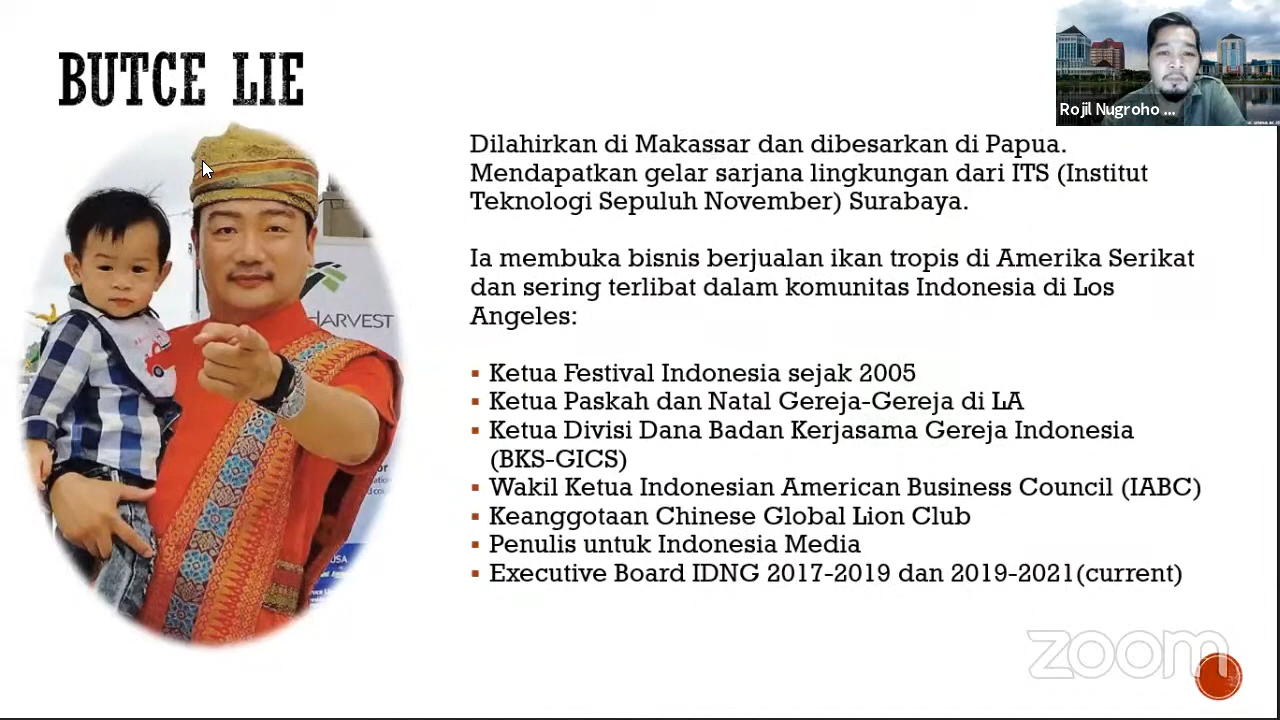 BUTCE LIE
Rojil Nugroho ...
Dilahirkan di Makassar dan dibesarkan di Papua.
Mendapatkan gelar sarjana lingkungan dari ITS (Institut
Teknologi Sepuluh November) Surabaya.
Ia membuka bisnis berjualan ikan tropis di Amerika Serikat
dan sering terlibat dalam komunitas Indonesia di Los
Angeles:
▪ Ketua Festival Indonesia sejak 2005
▪ Ketua Paskah dan Natal Gereja-Gereja di LA
▪ Ketua Divisi Dana Badan Kerjasama Gereja Indonesia
(BKS-GICS)
▪ Wakil Ketua Indonesian American Business Council (IABC)
▪ Keanggotaan Chinese Global Lion Club
▪ Penulis untuk Indonesia Media
▪ Executive Board IDNG 2017-2019 dan 2019-2021(current)
HARVEST
USA
zoom